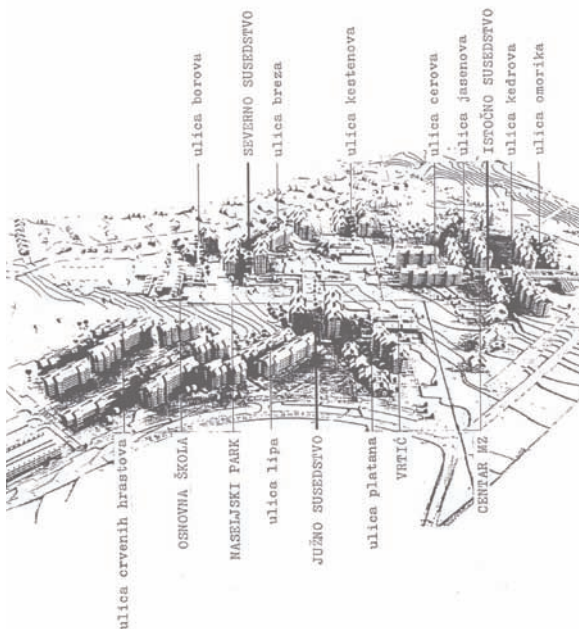 ulica borova
SEVERNO SUSEDSTVO
ulica breza
ulica kestenova
ulica cerova
ulica jasenova
ISTOČNO SUSEDSTVO
ulica kedrova
ulica omorika
ulica crvenih hrastova
OSNOVNA ŠKOLA
NASELJSKI PARK
ulica lipa
JUŽNO SUSEDSTVO
ulica platana
VRTIĆ
CENTAR MZ